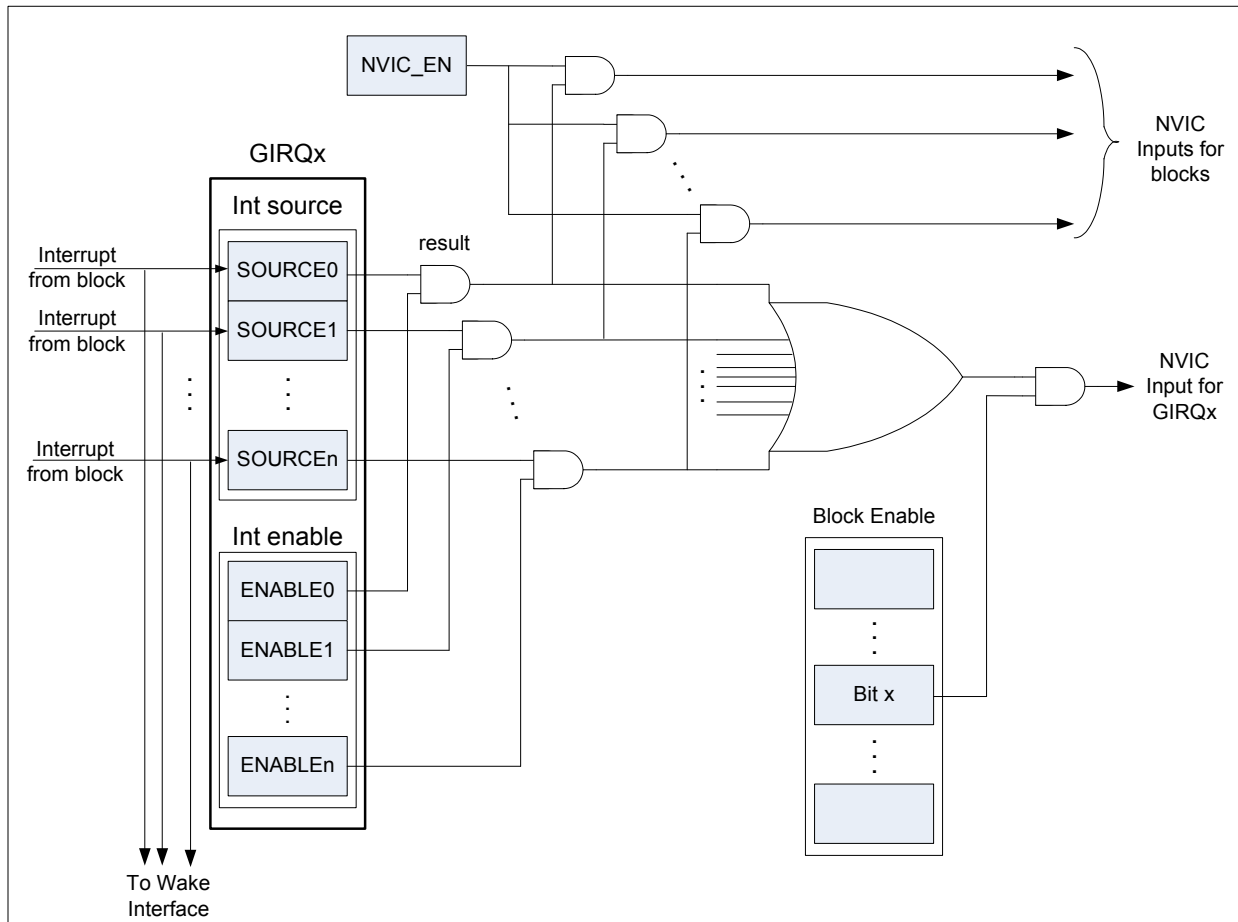 NVIC_EN
NVIC
Inputs for
blocks
GIRQx
Int source
result
Interrupt
from block
SOURCE0
Interrupt
from block
SOURCE1
Interrupt
from block
SOURCEn
NVIC
Input for
GIRQx
Int enable
ENABLE0
ENABLE1
ENABLEn
Block Enable
Bit x
To Wake
Interface